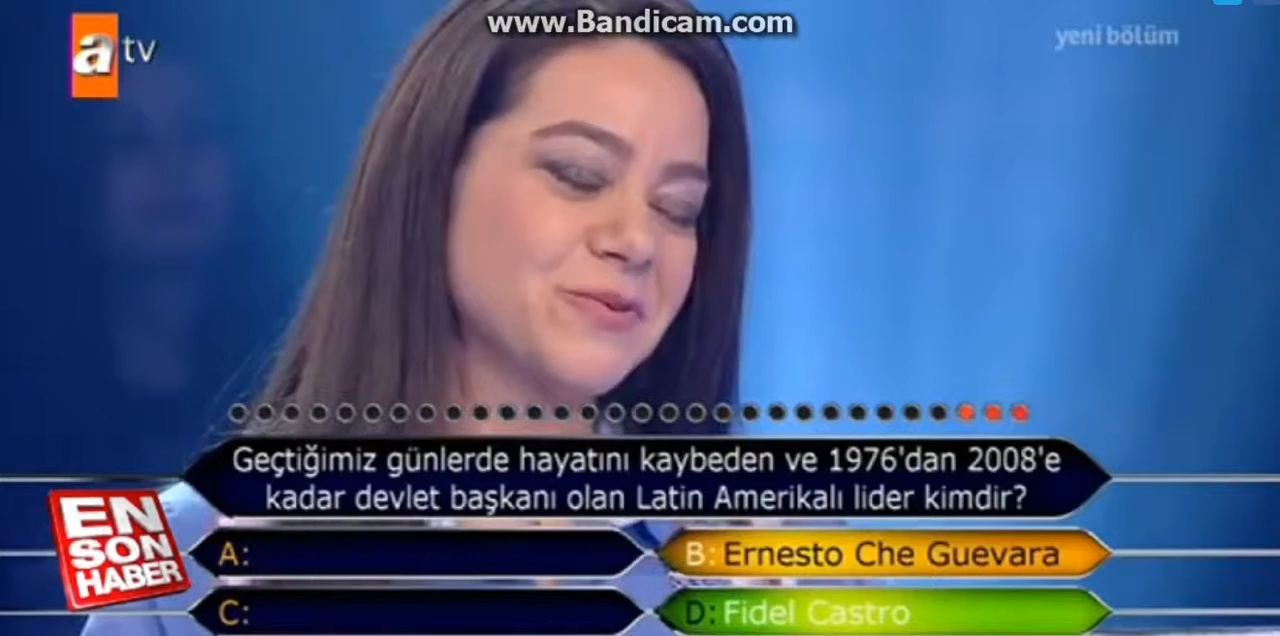 www.Bandicam.com
a tv
yeni bölüm
Geçtiğimiz günlerde hayatını kaybeden ve 1976'dan 2008'e
kadar devlet başkanı olan Latin Amerikalı lider kimdir?
EN
SON
HABER
A:
B: Ernesto Che Guevara
C:
D: Fidel Castro